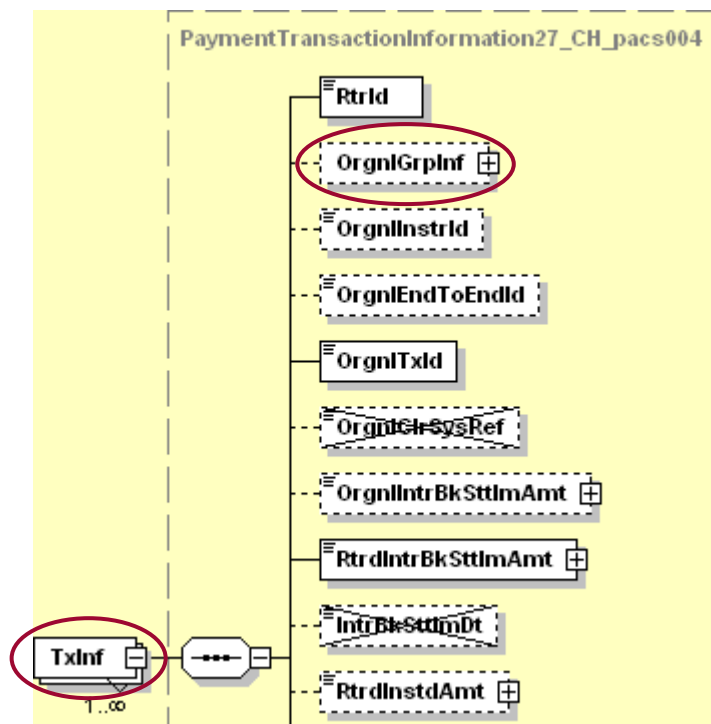 PaymentTransactionInformation27_CH_pacs004
RtrId
OrgnlGrpInf
OrgnlInstrId
OrgnlEndToEndId
OrgnlTxId
OrgnlClrSysRef
OrgnlIntrBkSttlmAmt
RtrdIntrBkSttlmAmt
IntrBkSttlmDt
TxInf
1..∞
RtrdInstdAmt